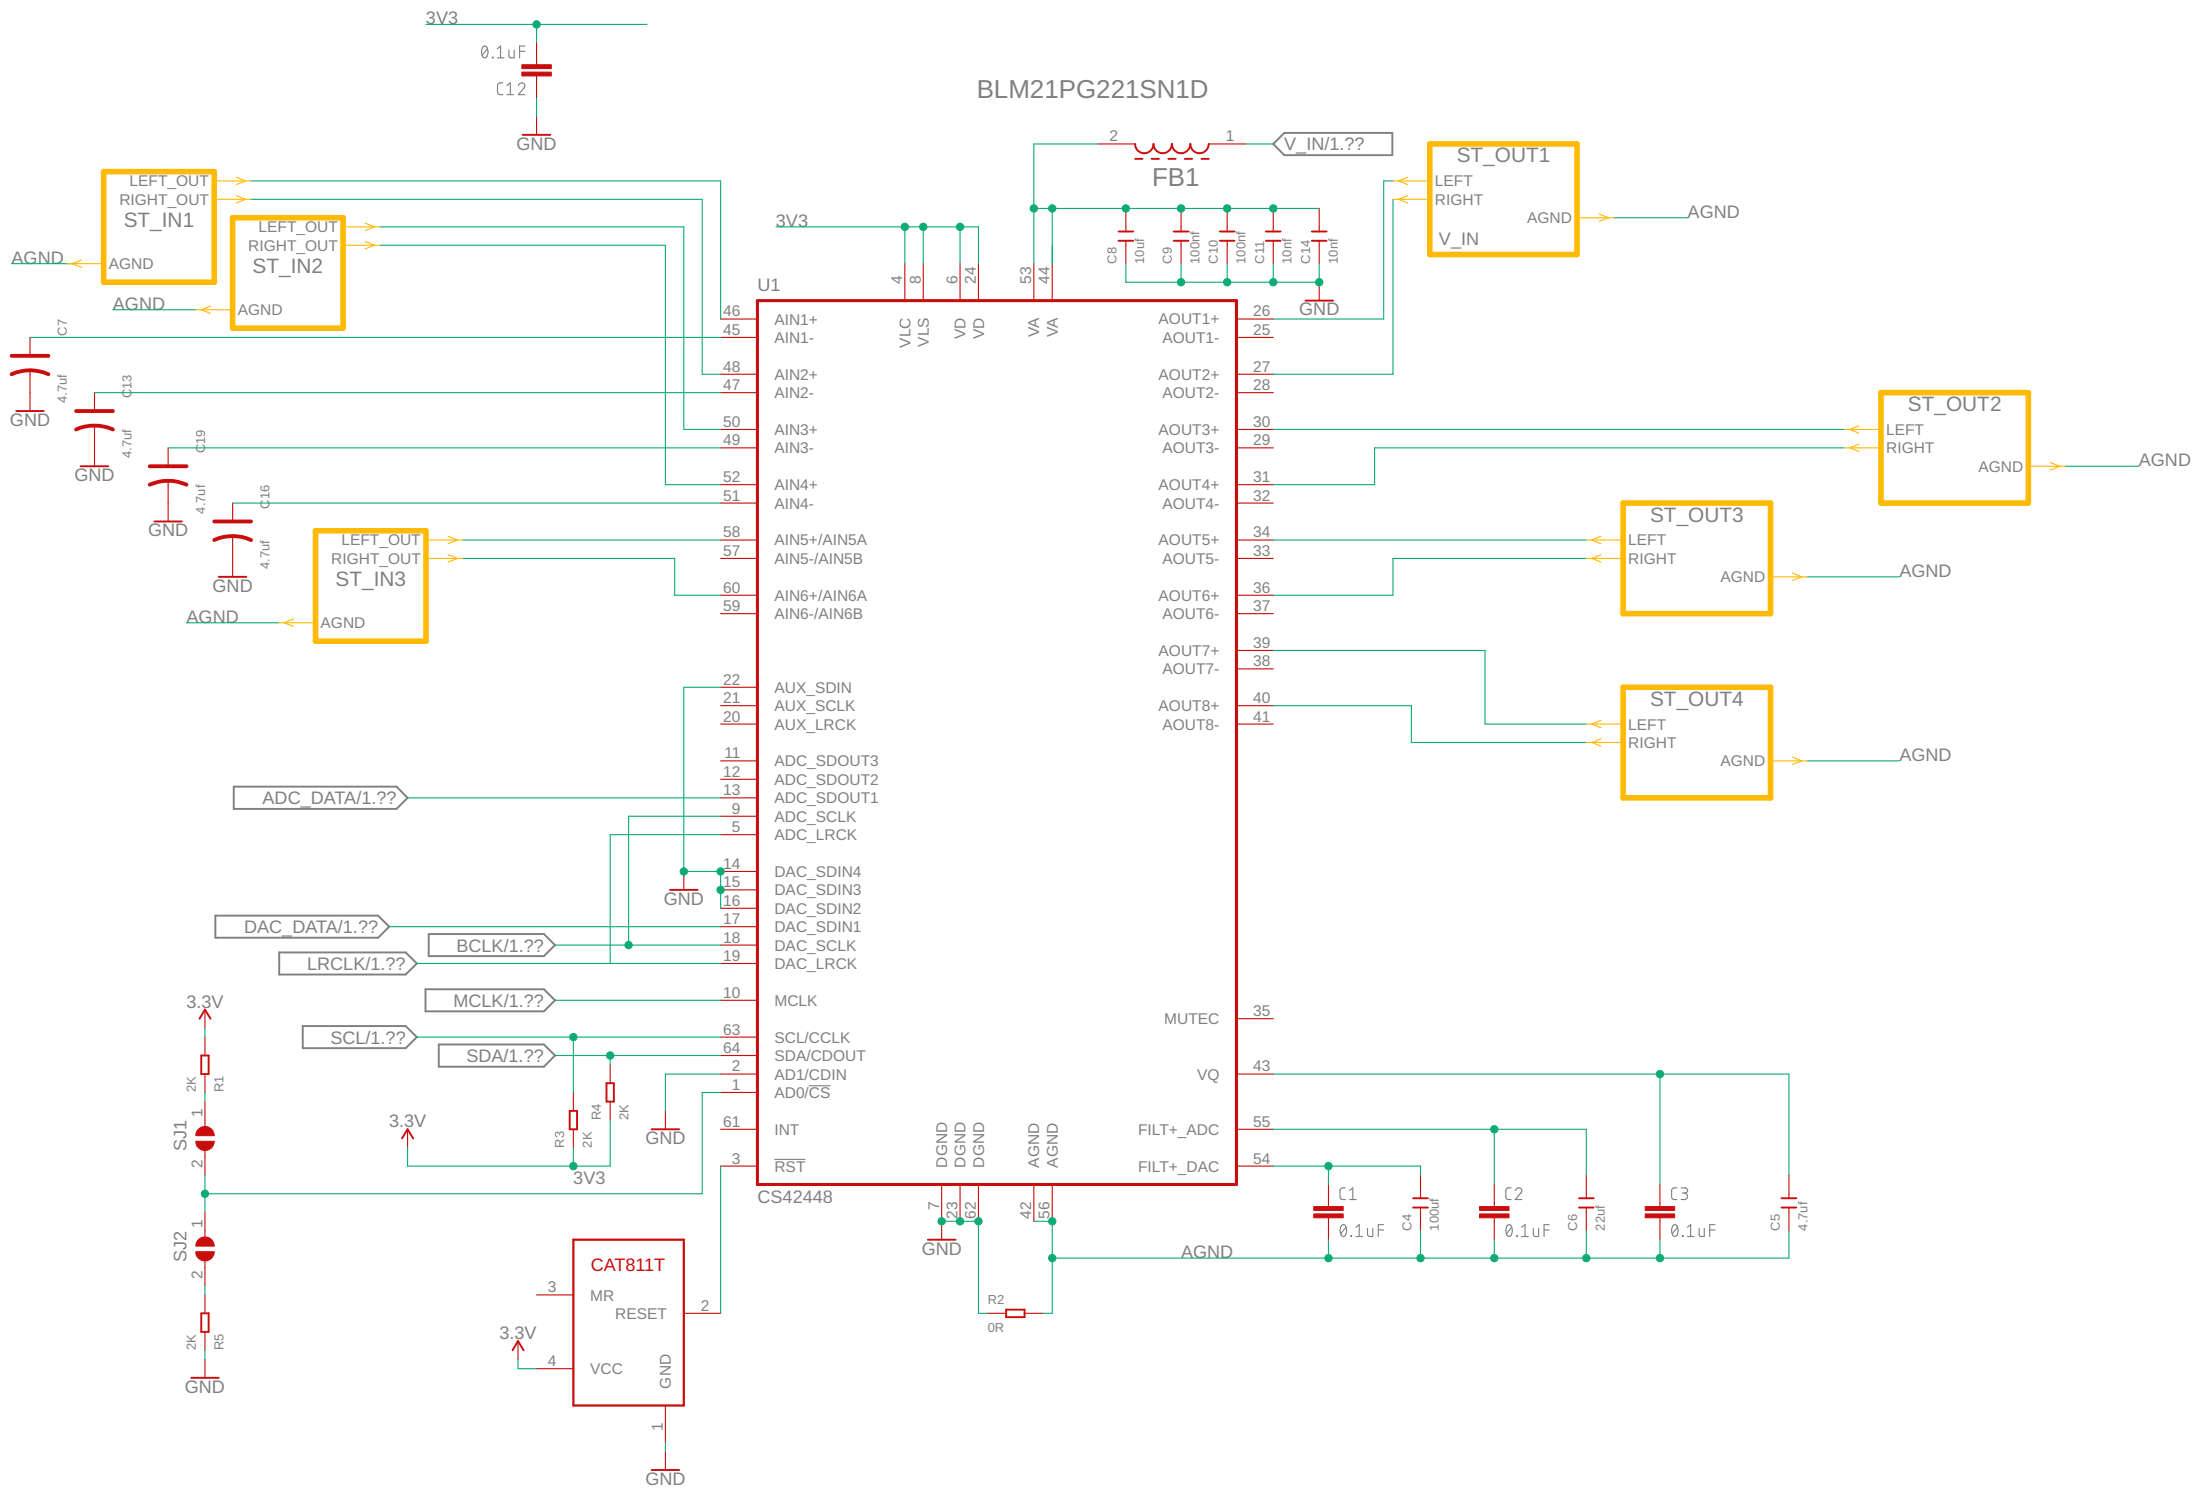 3V3
0.1uF
C12
GND
BLM21PG221SN1D
2
1
V_IN/1.??
FB1
ST_OUT1
LEFT
RIGHT
AGND
V_IN
AGND
LEFT_OUT
RIGHT_OUT
ST_IN1
AGND
AGND
LEFT_OUT
RIGHT_OUT
ST_IN2
AGND
AGND
3V3
C8
10uf
C9
100nf
C10
100nf
C11
10nf
C14
10nf
GND
4
8
6
24
53
44
U1
VLC
VLS
VD
VD
VA
VA
C7
4.7uf
GND
C13
4.7uf
GND
C19
4.7uf
GND
C16
4.7uf
GND
46 AIN1+
45 AIN1-
48 AIN2+
47 AIN2-
50 AIN3+
49 AIN3-
52 AIN4+
51 AIN4-
58 AIN5+/AIN5A
57 AIN5-/AIN5B
60 AIN6+/AIN6A
59 AIN6-/AIN6B
LEFT_OUT
RIGHT_OUT
ST_IN3
AGND
AGND
22 AUX_SDIN
21 AUX_SCLK
20 AUX_LRCK
11 ADC_SDOUT3
12 ADC_SDOUT2
13 ADC_SDOUT1
9 ADC_SCLK
5 ADC_LRCK
14 DAC_SDIN4
15 DAC_SDIN3
16 DAC_SDIN2
17 DAC_SDIN1
18 DAC_SCLK
19 DAC_LRCK
10 MCLK
63 SCL/CCLK
64 SDA/CDOUT
2 AD1/CDIN
1 AD0/CS
61 INT
3 RST
CS42448
ADC_DATA/1.??
GND
DAC_DATA/1.??
BCLK/1.??
LRCLK/1.??
MCLK/1.??
SCL/1.??
SDA/1.??
AOUT1+ 26
AOUT1- 25
AOUT2+ 27
AOUT2- 28
AOUT3+ 30
AOUT3- 29
AOUT4+ 31
AOUT4- 32
AOUT5+ 34
AOUT5- 33
AOUT6+ 36
AOUT6- 37
AOUT7+ 39
AOUT7- 38
AOUT8+ 40
AOUT8- 41
MUTEC 35
VQ 43
FILT+_ADC 55
FILT+_DAC 54
ST_OUT2
LEFT
RIGHT
AGND
AGND
ST_OUT3
LEFT
RIGHT
AGND
AGND
ST_OUT4
LEFT
RIGHT
AGND
AGND
3.3V
2K
R1
1
SJ1
2
1
SJ2
2
2K
R5
GND
3.3V
R3
2K
R4
2K
3V3
GND
DGND
DGND
DGND
AGND
AGND
7
23
62
42
56
GND
R2
0R
AGND
C1
0.1uF
C4
100uf
C2
0.1uF
C6
22uf
C3
0.1uF
C5
4.7uf
CAT811T
3
MR
RESET
2
3.3V
4
VCC
GND
1
GND